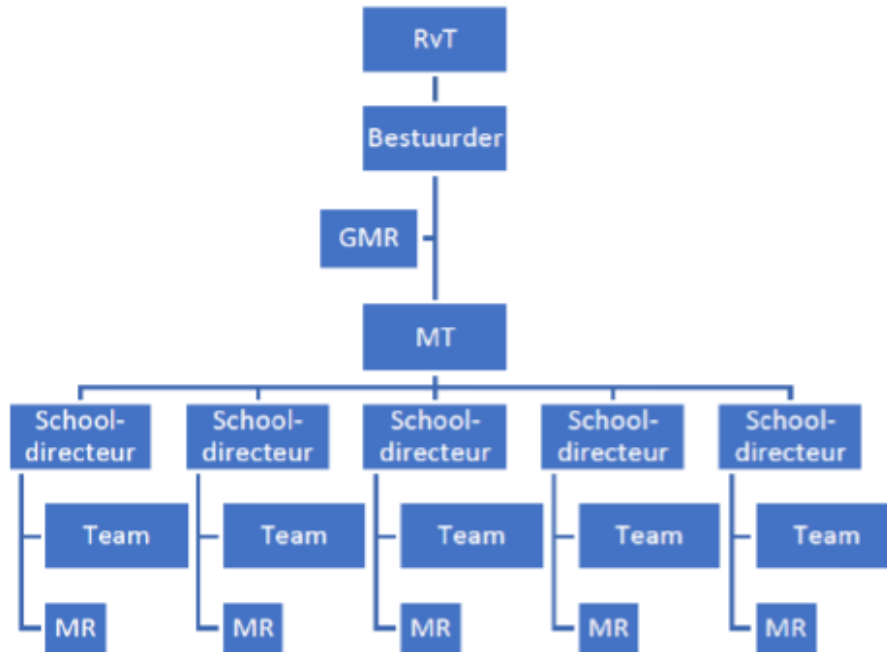 RvT
Bestuurder
GMR
MT
School-
directeur
School-
directeur
School-
directeur
School-
directeur
School-
directeur
Team
Team
Team
Team
Team
MR
MR
MR
MR
MR